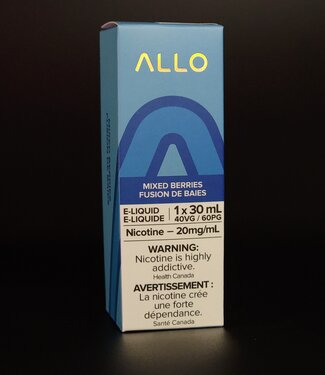 ALLO
MIXED BERRIES
FUSION DE BAIES
E-LIQUID
E-LIQUIDE
1 x 30 mL
40VG / 60PG
Nicotine – 20mg/mL
WARNING:
Nicotine is highly
addictive.
Health Canada
AVERTISSEMENT :
La nicotine crée
une forte
dépendance.
Santé Canada